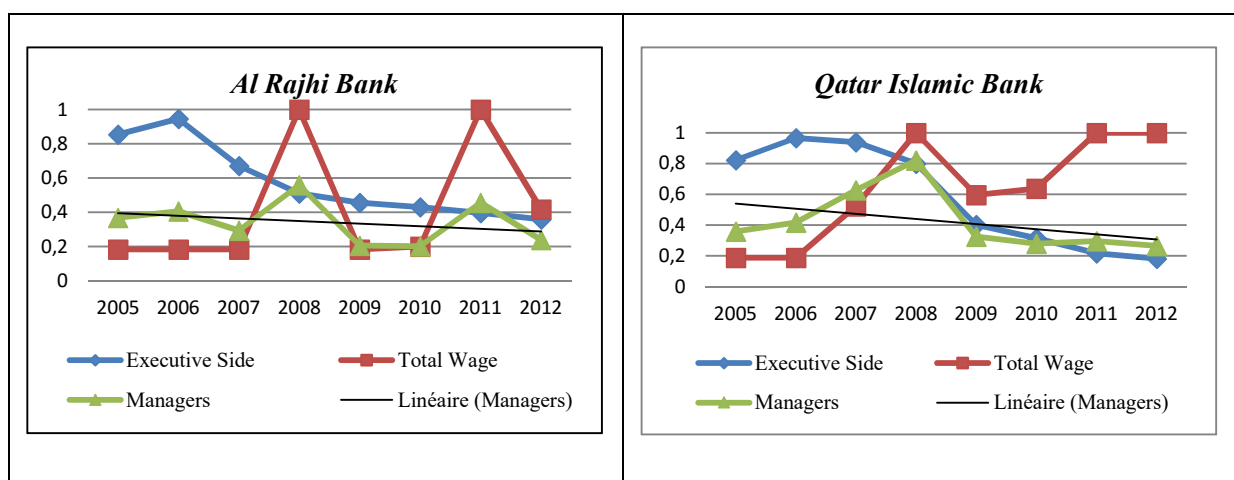 Al Rajhi Bank
1
0,8
0,6
0,4
0,2
0
2005 2006 2007 2008 2009 2010 2011 2012
Executive Side Total Wage
Managers Linéaire (Managers)
Qatar Islamic Bank
1
0,8
0,6
0,4
0,2
0
2005 2006 2007 2008 2009 2010 2011 2012
Executive Side Total Wage
Managers Linéaire (Managers)